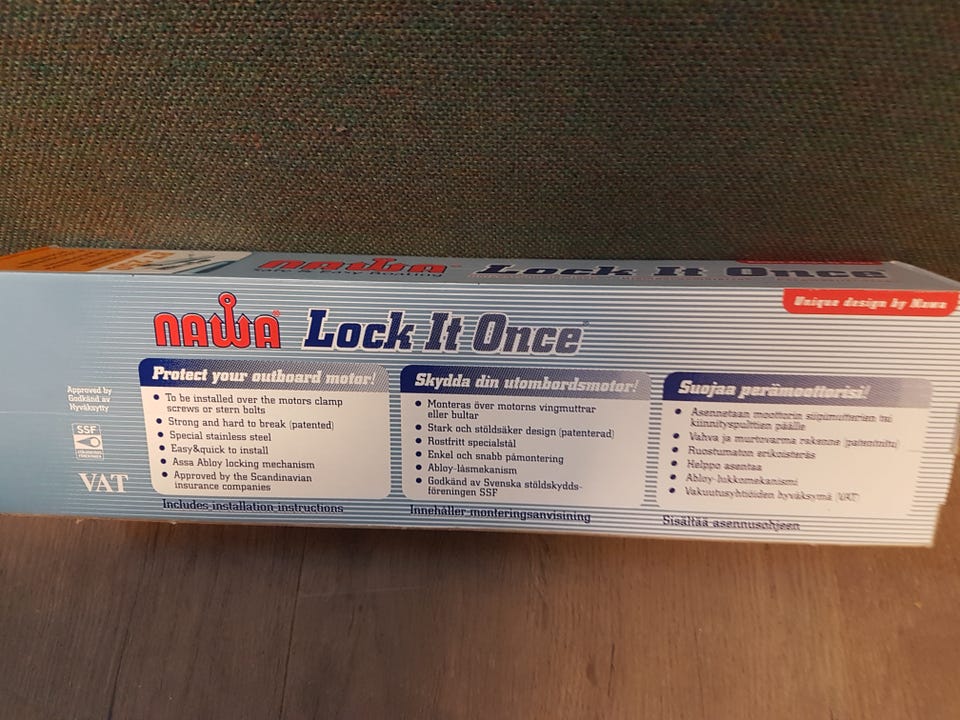 NAWA Lock It Once
Unique design by Nawa
NAWA® Lock It Once
Approved by
Godkänd av
Hyväksytty
SSF
VAT
Protect your outboard motor!
• To be installed over the motors clamp
screws or stern bolts
• Strong and hard to break (patented)
• Special stainless steel
• Easy&quick to install
• Assa Abloy locking mechanism
• Approved by the Scandinavian
insurance companies
Includes installation instructions
Skydda din utombordsmotor!
• Monteras över motorns vingmuttrar
eller bultar
• Stark och stöldsäker design (patenterad)
• Rostfritt specialstål
• Enkel och snabb påmontering
• Abloy-låsmekanism
• Godkänd av Svenska stöldskydds-
föreningen SSF
Innehåller monteringsanvisining
Suojaa perämoottorisi!
• Asennetaan moottorin siipimutterien tai
kiinnityspulttien päälle
• Vahva ja murtovarma rakenne (patentoitu)
• Ruostumaton erikoisteräs
• Helppo asentaa
• Abloy-lukkomekanismi
• Vakuutusyhtiöiden hyväksymä (VAT)
Sisältää asennusohjeen